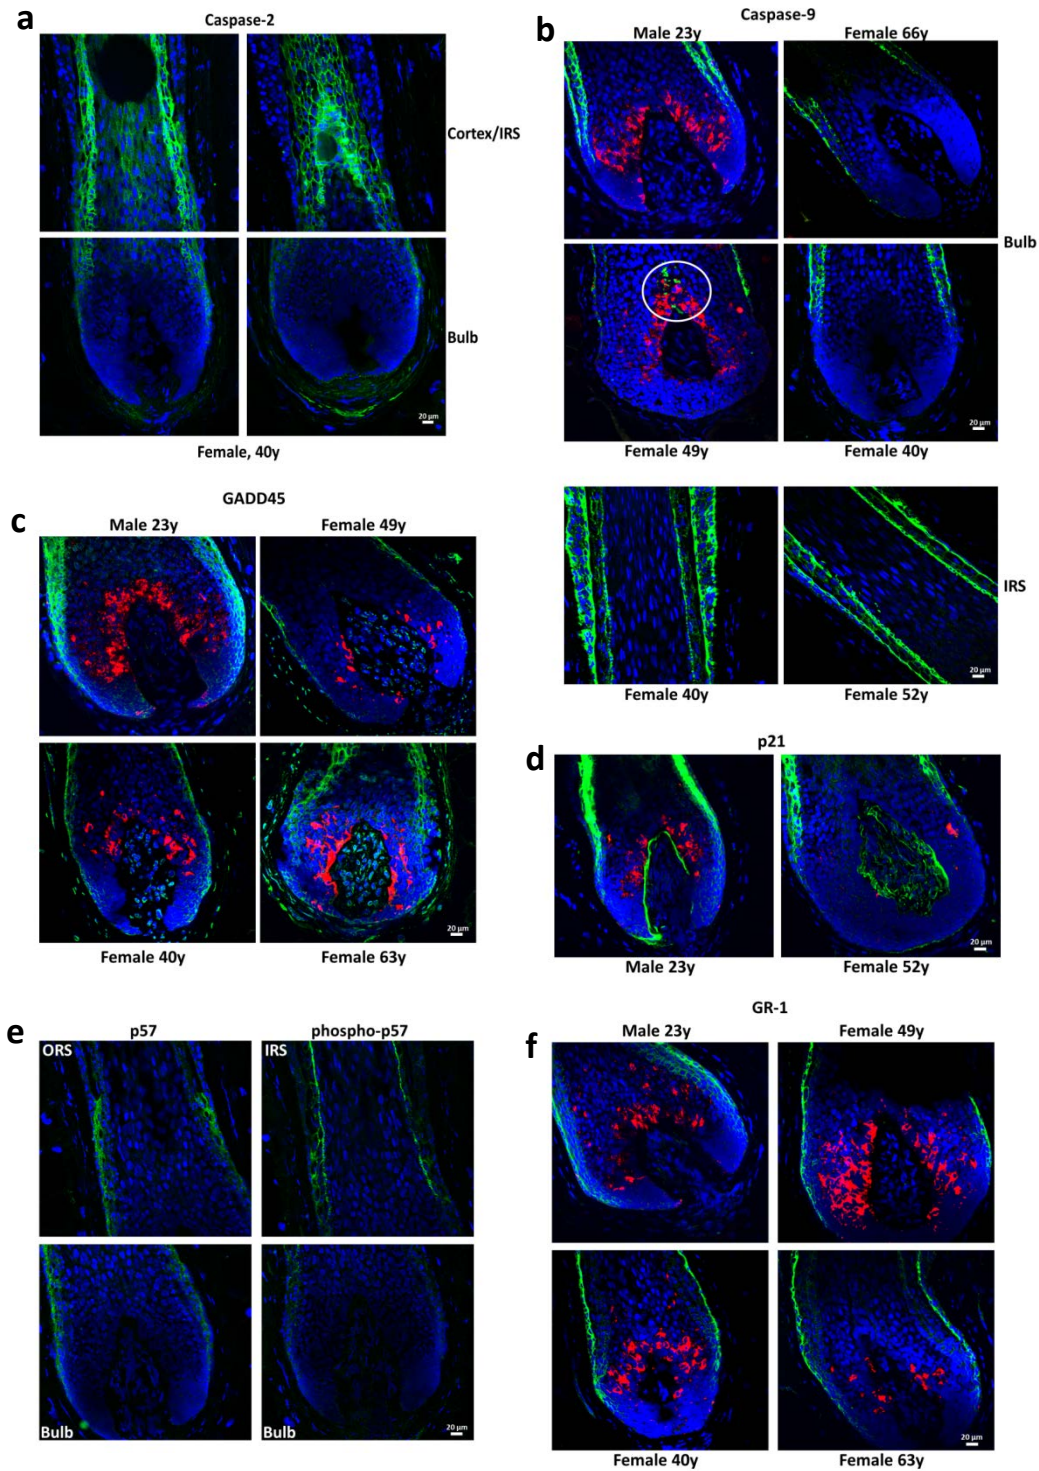 a
Caspase-2
Cortex/IRS
Bulb
20 µm
Female, 40y
b
Caspase-9
Male 23y Female 66y
Bulb
20 µm
Female 49y Female 40y
IRS
20 µm
Female 40y Female 52y
c
GADD45
Male 23y Female 49y
20 µm
Female 40y Female 63y
d
p21
20 µm
20 µm
Male 23y Female 52y
e
p57 phospho-p57
ORS IRS
Bulb Bulb
20 µm
f
GR-1
Male 23y Female 49y
20 µm
Female 40y Female 63y